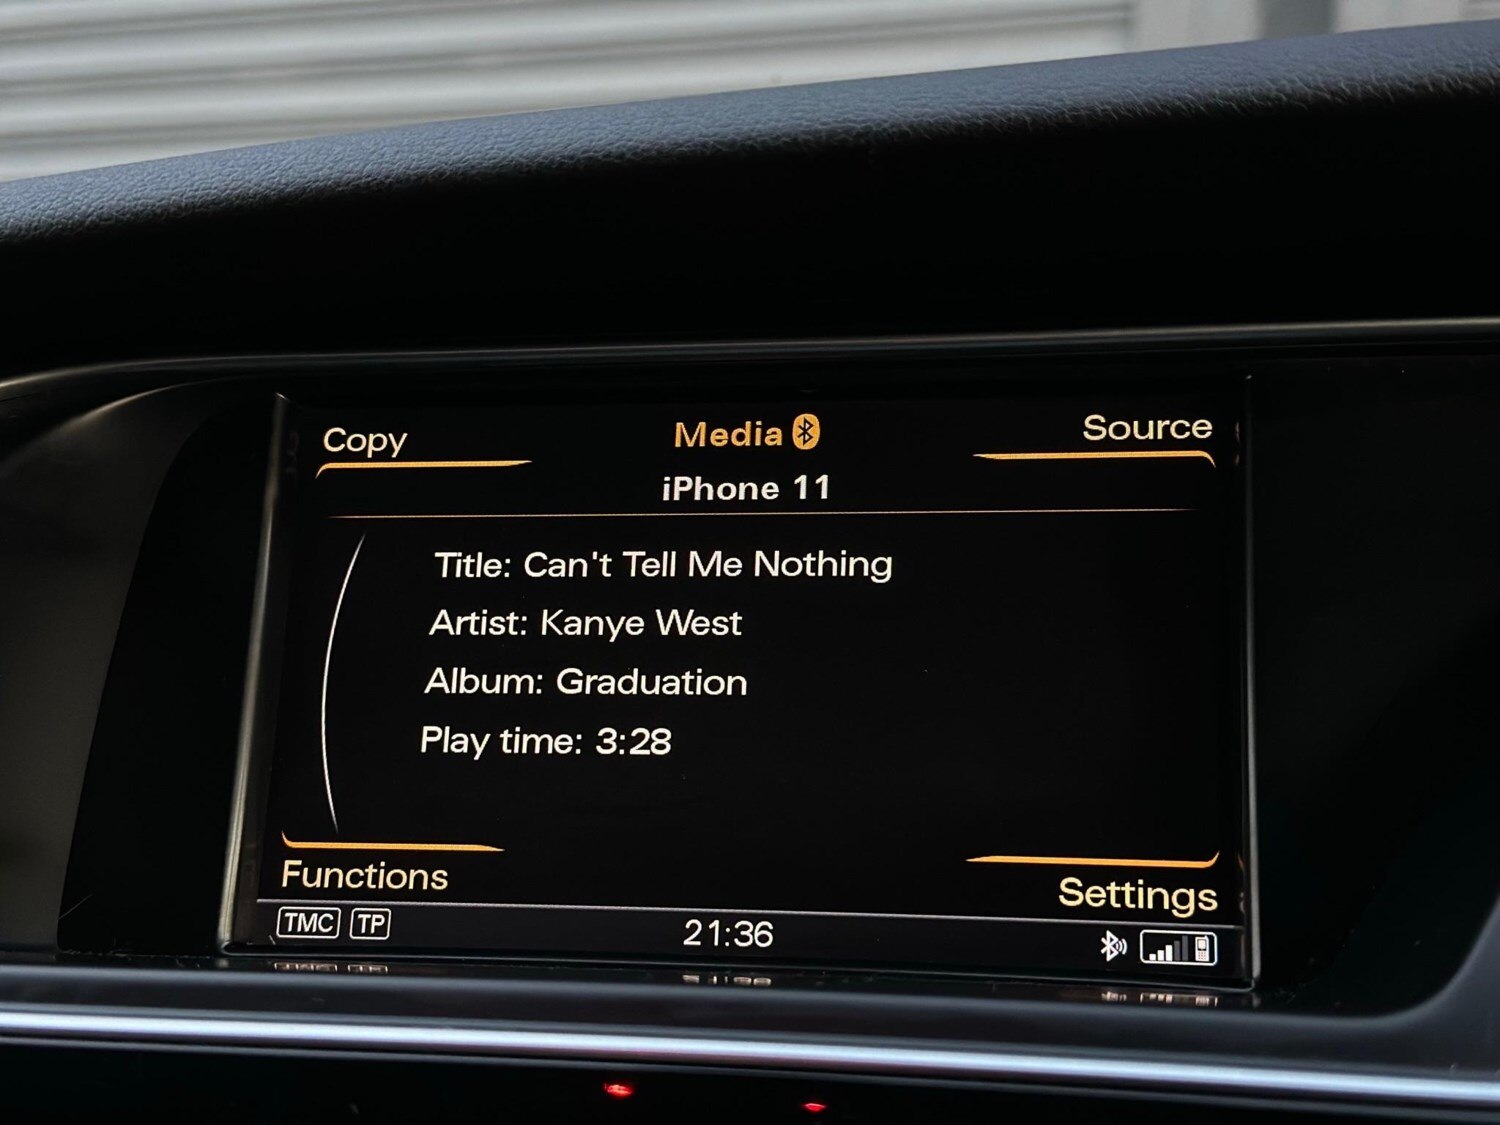 Copy
Media
Source
iPhone 11
Title: Can't Tell Me Nothing
Artist: Kanye West
Album: Graduation
Play time: 3:28
Functions
Settings
TMC TP
21:36